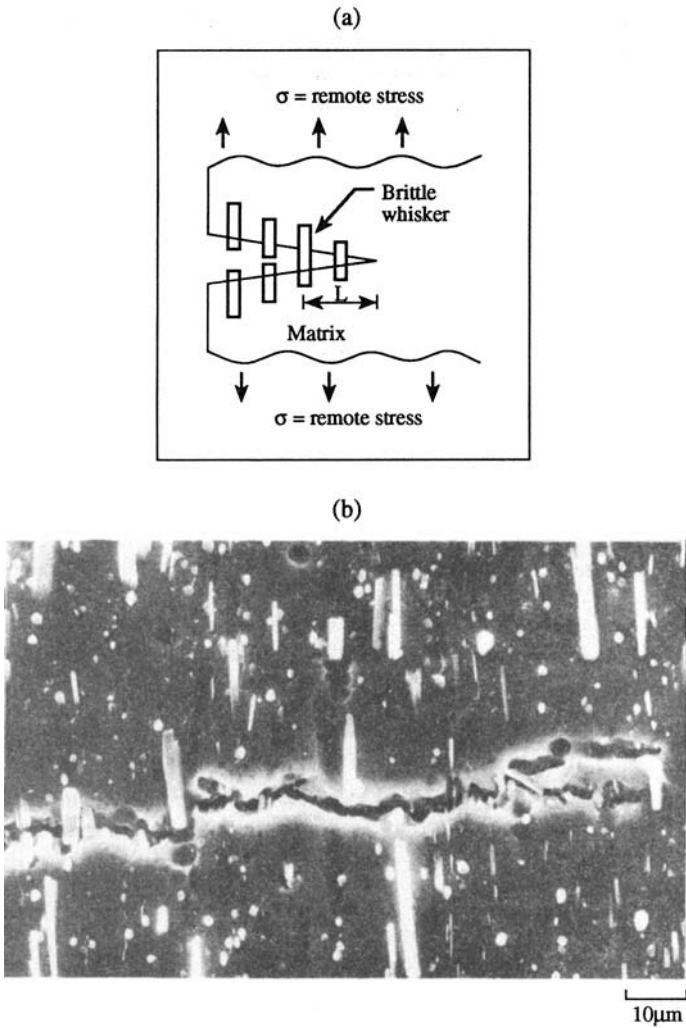 (a)
σ = remote stress
Brittle
whisker
L
Matrix
σ = remote stress
(b)
10μm